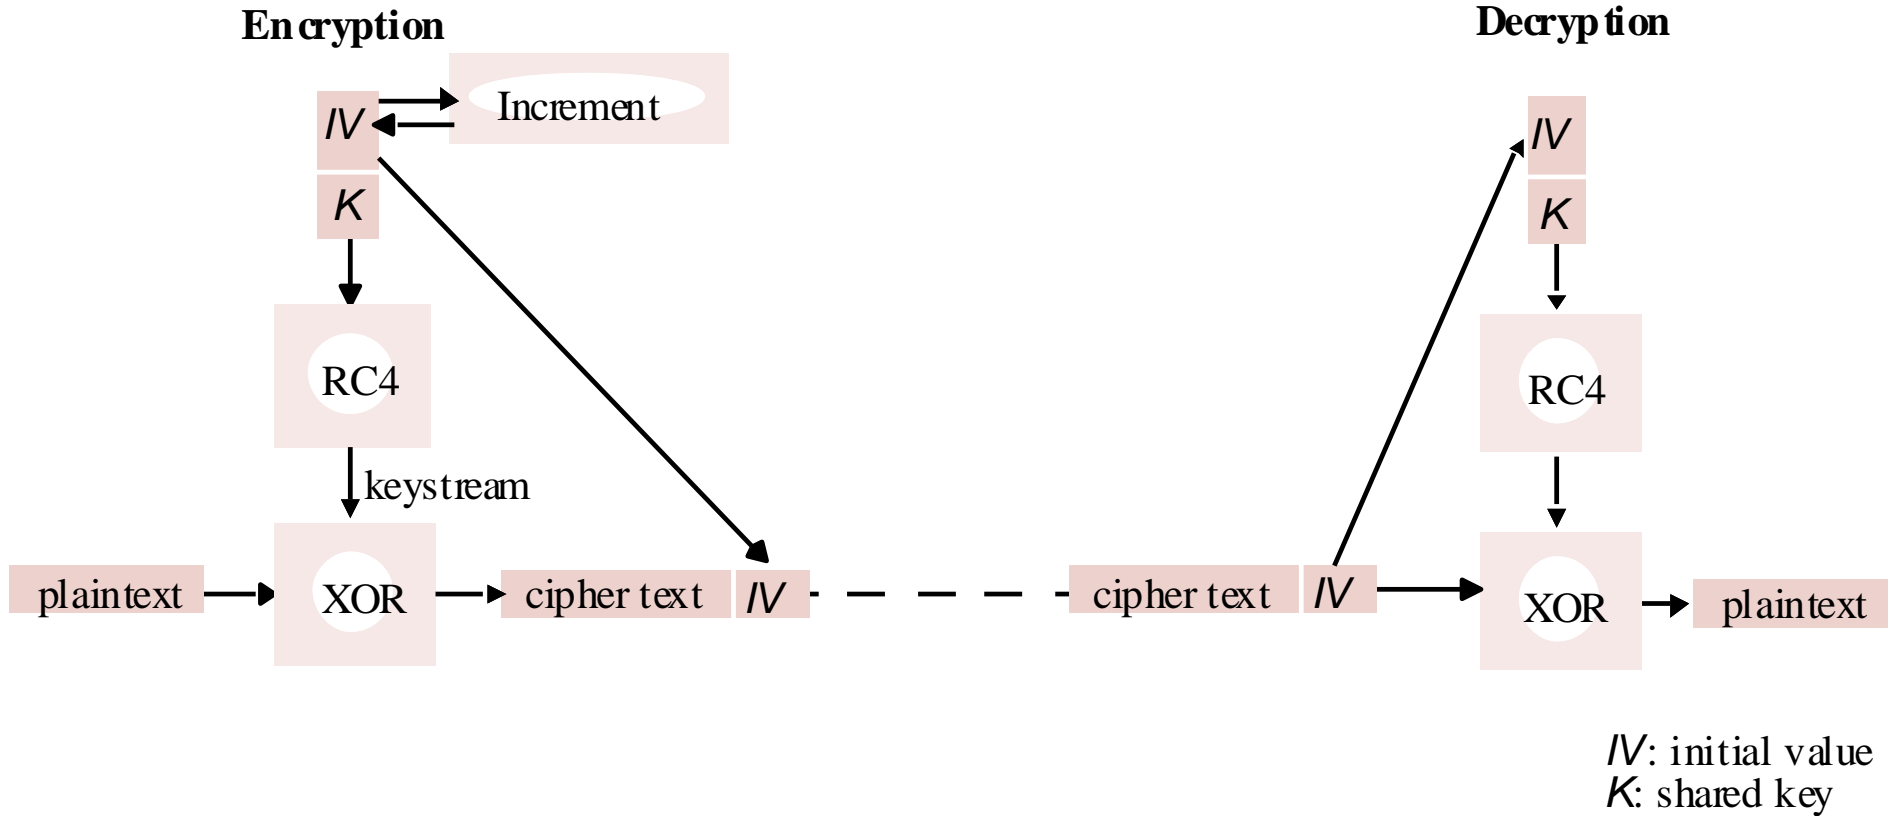 Encryption
Decryption
Increment
IV
IV
K
K
RC4
RC4
keystream
plaintext
XOR
cipher text
IV
cipher text
IV
XOR
plaintext
IV: initial value
K: shared key